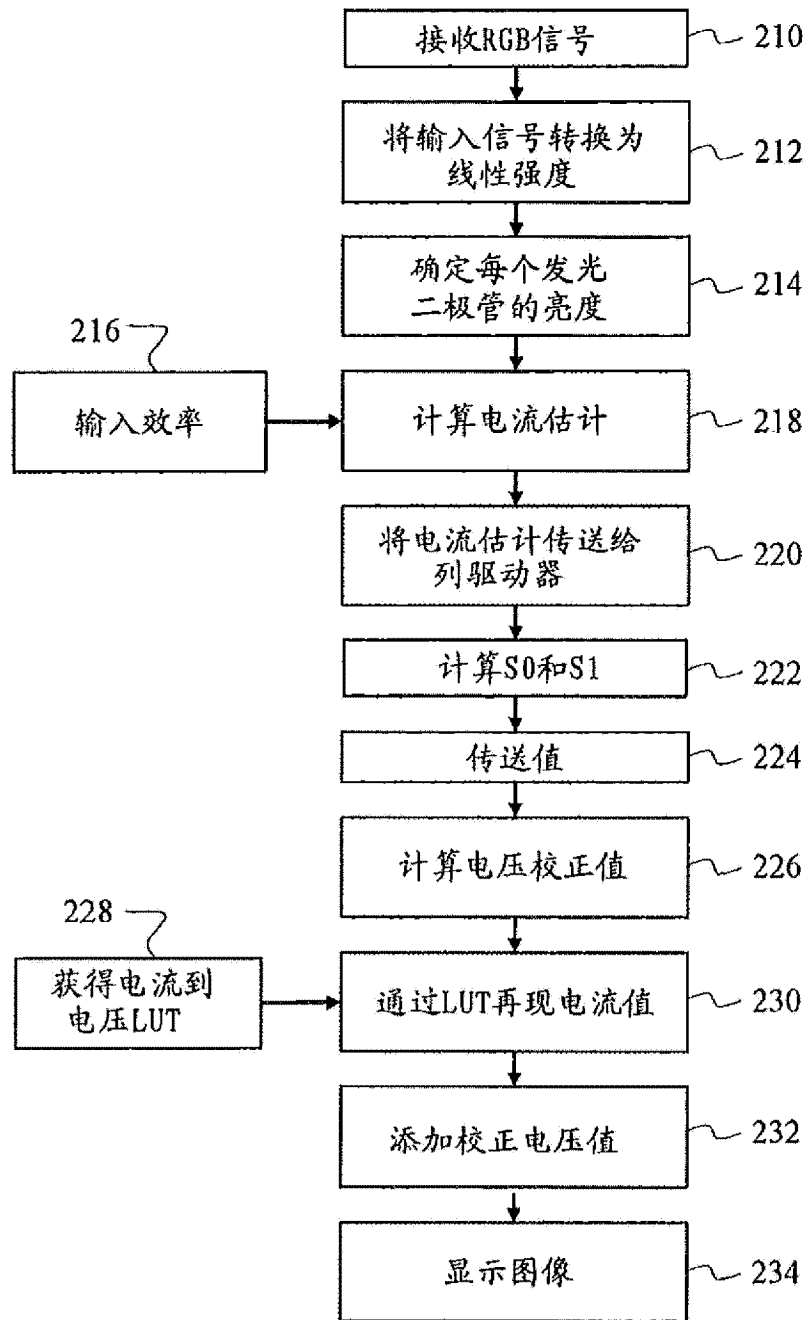 接收RGB信号
210
将输入信号转换为
线性强度
212
确定每个发光
二极管的亮度
214
216
输入效率
计算电流估计
218
将电流估计传送给
列驱动器
220
计算S0和S1
222
传送值
224
计算电压校正值
226
228
获得电流到
电压LUT
通过LUT再现电流值
230
添加校正电压值
232
显示图像
234